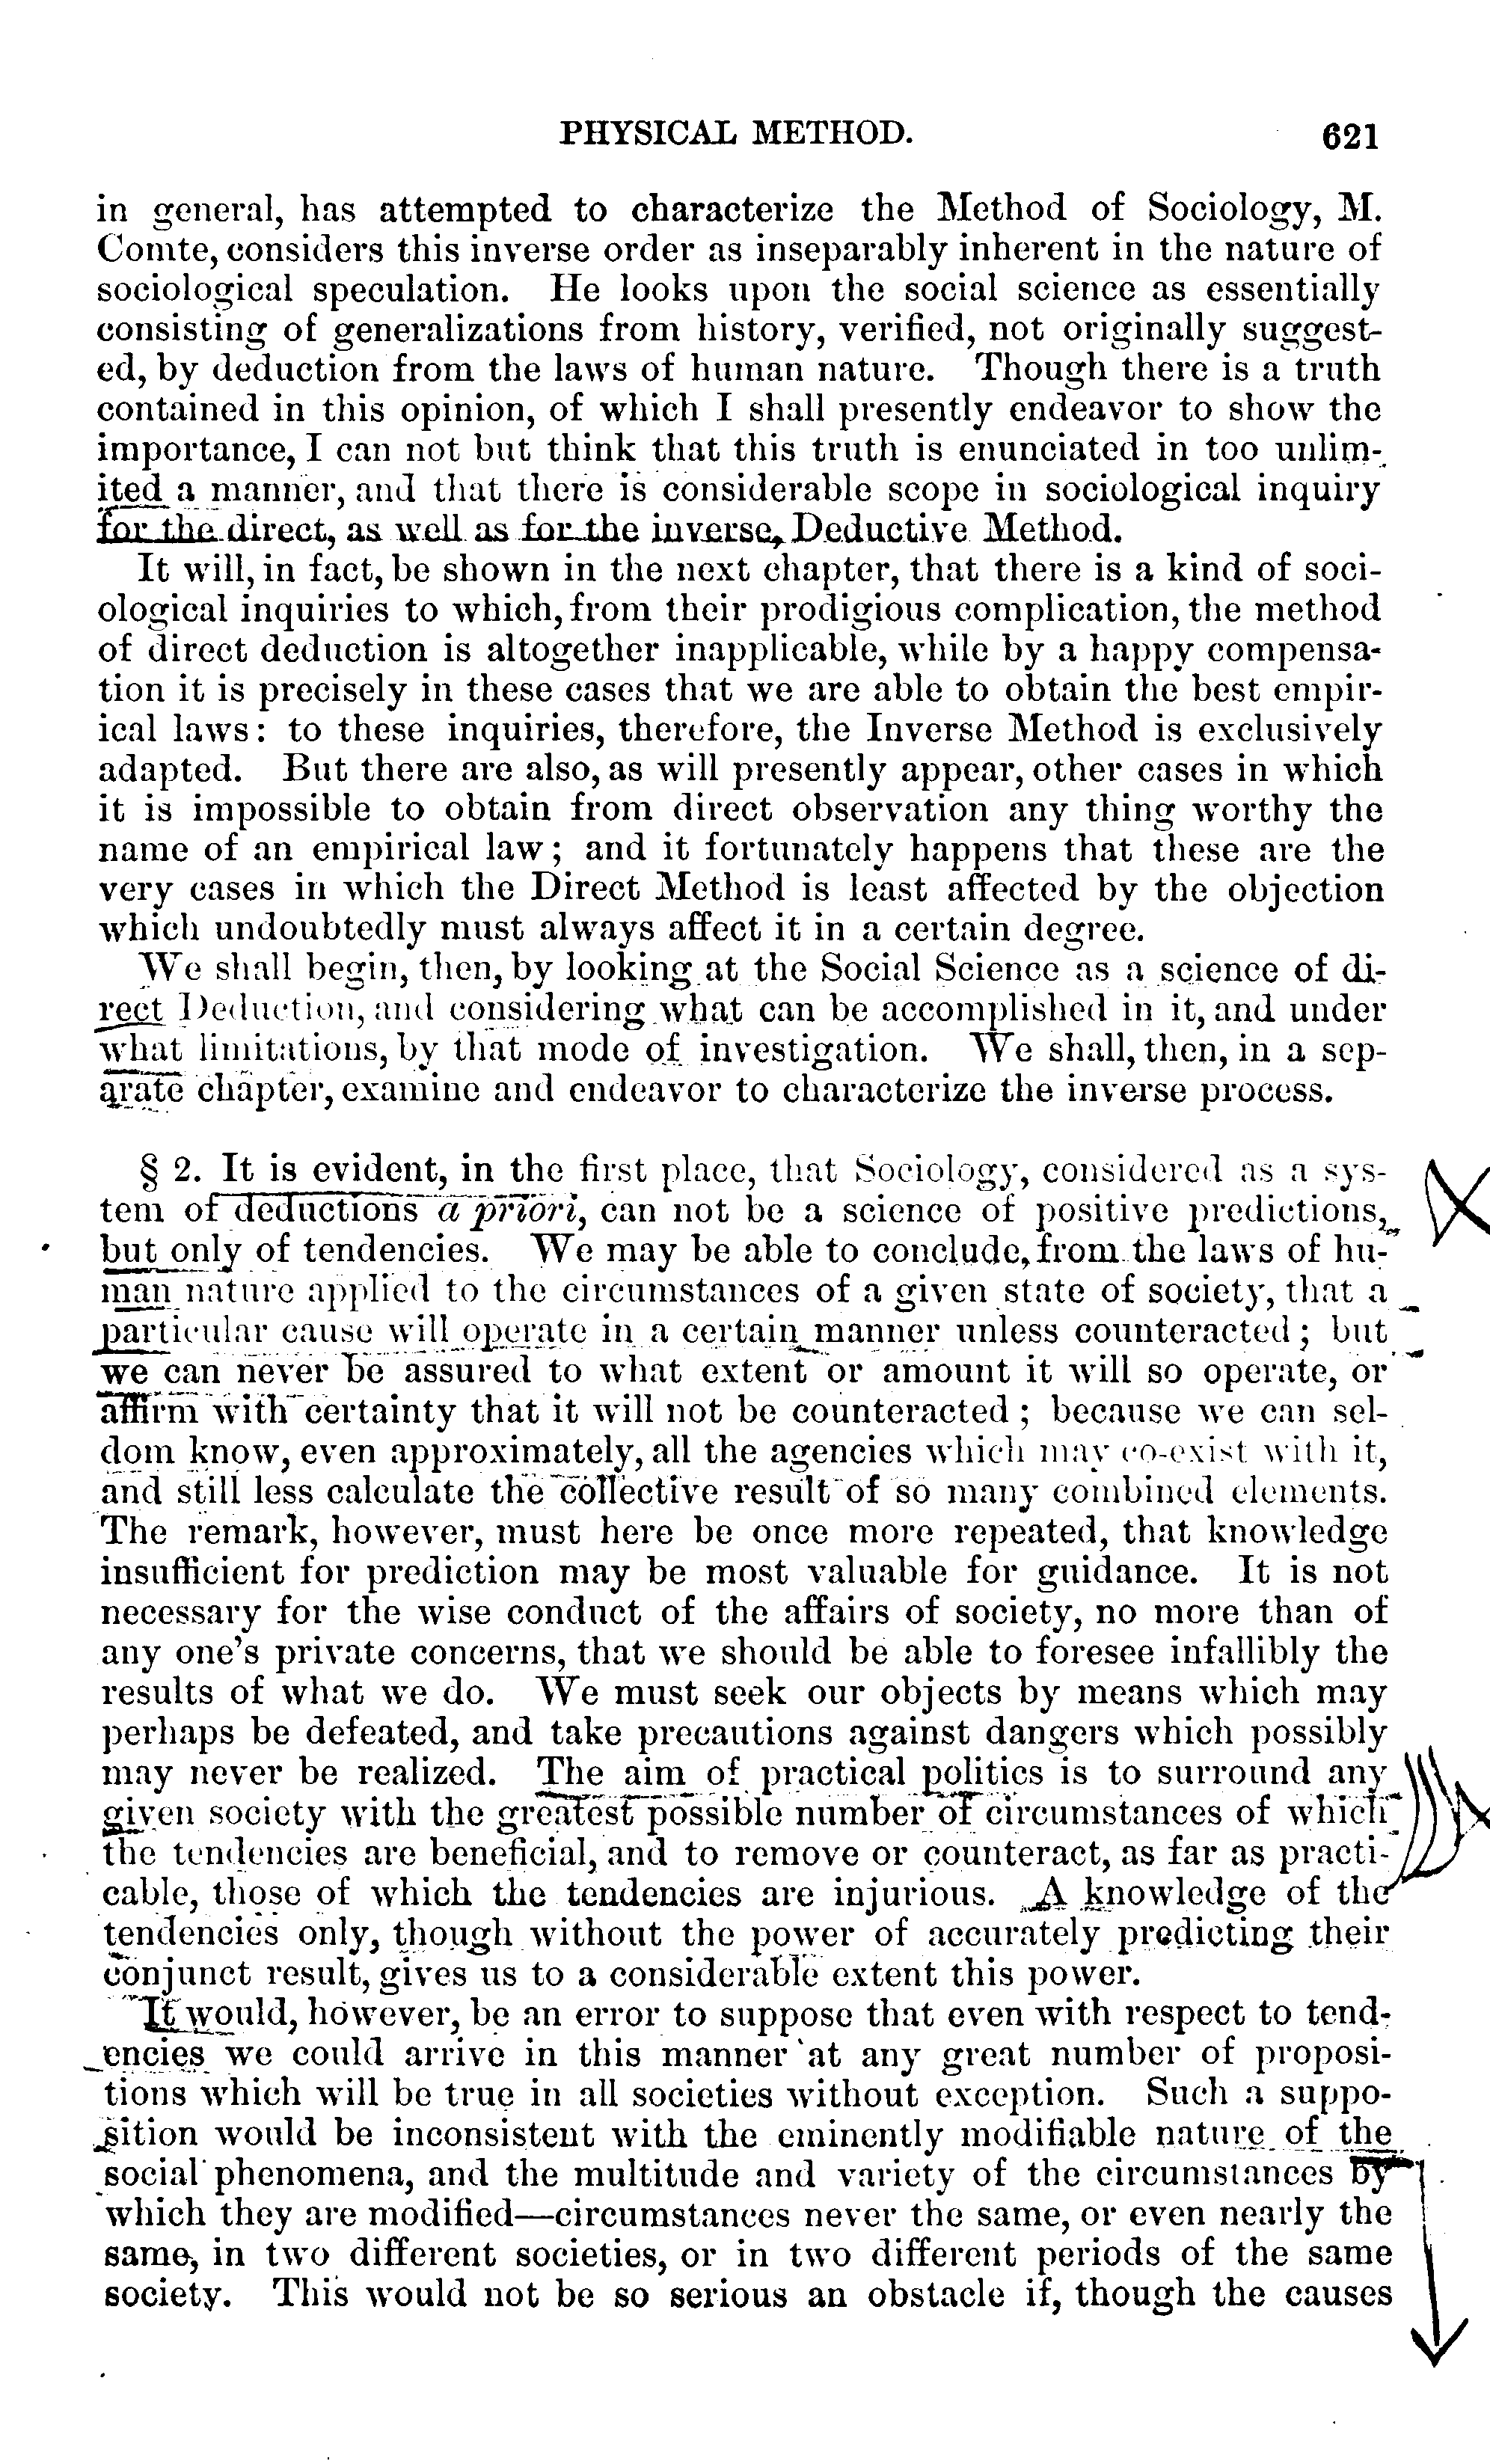 PHYSICAL METHOD. 621
in general, has attempted to characterize the Method of Sociology, M.
Comte, considers this inverse order as inseparably inherent in the nature of
sociological speculation. He looks upon the social science as essentially
consisting of generalizations from history, verified, not originally suggest-
ed, by deduction from the laws of human nature. Though there is a truth
contained in this opinion, of which I shall presently endeavor to show the
importance, I can not but think that this truth is enunciated in too unlim-
ited a manner, and that there is considerable scope in sociological inquiry
for the direct, as well as for the inverse, Deductive Method.
It will, in fact, be shown in the next chapter, that there is a kind of soci-
ological inquiries to which, from their prodigious complication, the method
of direct deduction is altogether inapplicable, while by a happy compensa-
tion it is precisely in these cases that we are able to obtain the best empir-
ical laws: to these inquiries, therefore, the Inverse Method is exclusively
adapted. But there are also, as will presently appear, other cases in which
it is impossible to obtain from direct observation any thing worthy the
name of an empirical law; and it fortunately happens that these are the
very cases in which the Direct Method is least affected by the objection
which undoubtedly must always affect it in a certain degree.
We shall begin, then, by looking at the Social Science as a science of di-
rect Deduction, and considering what can be accomplished in it, and under
what limitations, by that mode of investigation. We shall, then, in a sep-
arate chapter, examine and endeavor to characterize the inverse process.
§ 2. It is evident, in the first place, that Sociology, considered as a sys-
tem of deductions a priori, can not be a science of positive predictions,
but only of tendencies. We may be able to conclude, from the laws of hu-
man nature applied to the circumstances of a given state of society, that a
particular cause will operate in a certain manner unless counteracted; but
we can never be assured to what extent or amount it will so operate, or
affirm with certainty that it will not be counteracted; because we can sel-
dom know, even approximately, all the agencies which may co-exist with it,
and still less calculate the collective result of so many combined elements.
The remark, however, must here be once more repeated, that knowledge
insufficient for prediction may be most valuable for guidance. It is not
necessary for the wise conduct of the affairs of society, no more than of
any one's private concerns, that we should be able to foresee infallibly the
results of what we do. We must seek our objects by means which may
perhaps be defeated, and take precautions against dangers which possibly
may never be realized. The aim of practical politics is to surround any
given society with the greatest possible number of circumstances of which
the tendencies are beneficial, and to remove or counteract, as far as practi-
cable, those of which the tendencies are injurious. A knowledge of the
tendencies only, though without the power of accurately predicting their
conjunct result, gives us to a considerable extent this power.
It would, however, be an error to suppose that even with respect to tend-
encies we could arrive in this manner at any great number of proposi-
tions which will be true in all societies without exception. Such a suppo-
sition would be inconsistent with the eminently modifiable nature of the
social phenomena, and the multitude and variety of the circumstances by
which they are modified—circumstances never the same, or even nearly the
same, in two different societies, or in two different periods of the same
society. This would not be so serious an obstacle if, though the causes